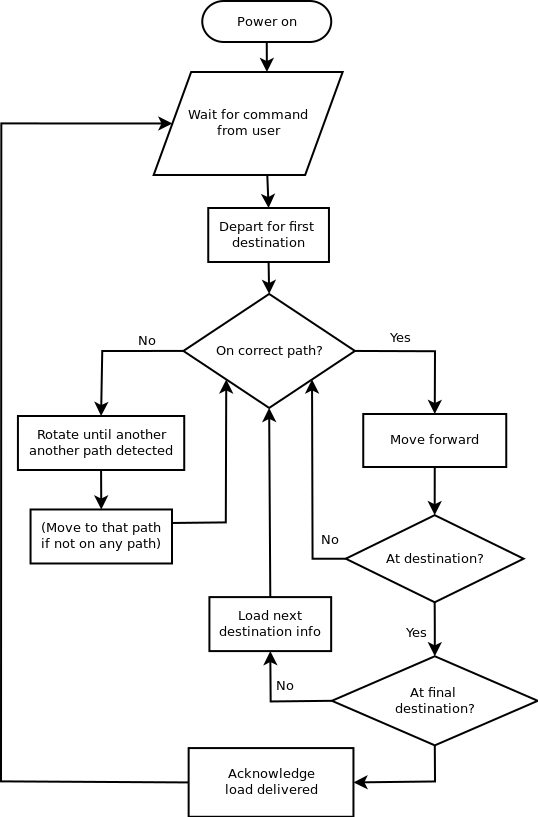 Power on
Wait for command
from user
Depart for first
destination
On correct path?
No
Yes
Rotate until another
another path detected
Move forward
(Move to that path
if not on any path)
No
At destination?
Load next
destination info
Yes
No
At final
destination?
Acknowledge
load delivered